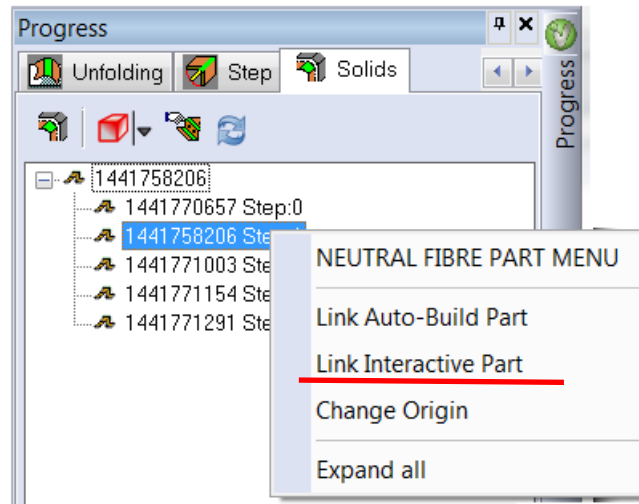 Progress
Unfolding Step Solids
Progress
1441758206
1441770657 Step:0
1441758206 Ste
1441771003 Ste
1441771154 Ste
1441771291 Ste
NEUTRAL FIBRE PART MENU
Link Auto-Build Part
Link Interactive Part
Change Origin
Expand all